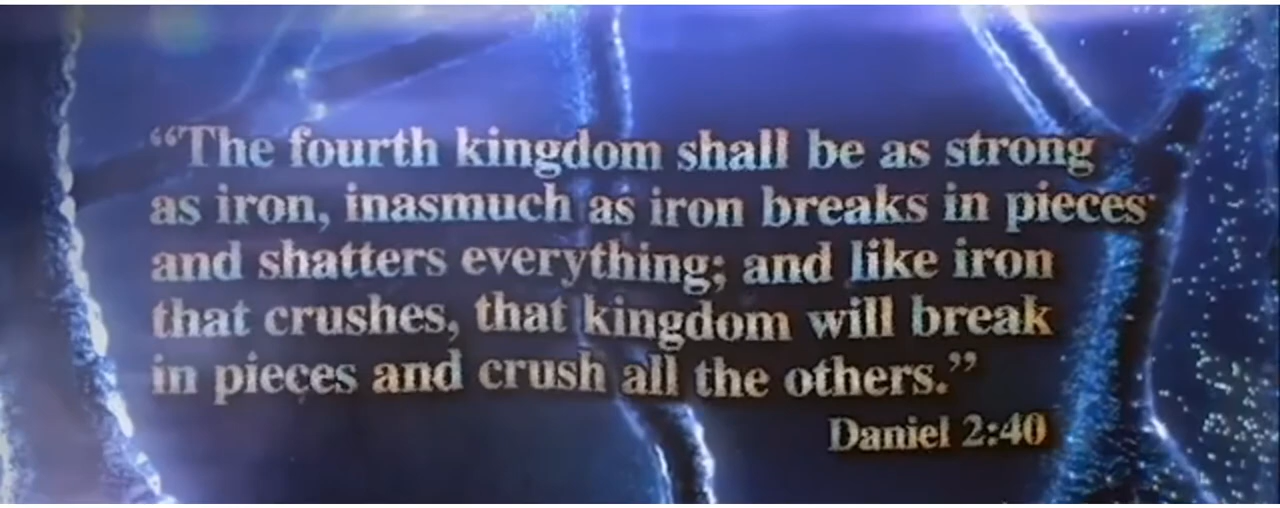 “The fourth kingdom shall be as strong
as iron, inasmuch as iron breaks in pieces
and shatters everything; and like iron
that crushes, that kingdom will break
in pieces and crush all the others.”
Daniel 2:40